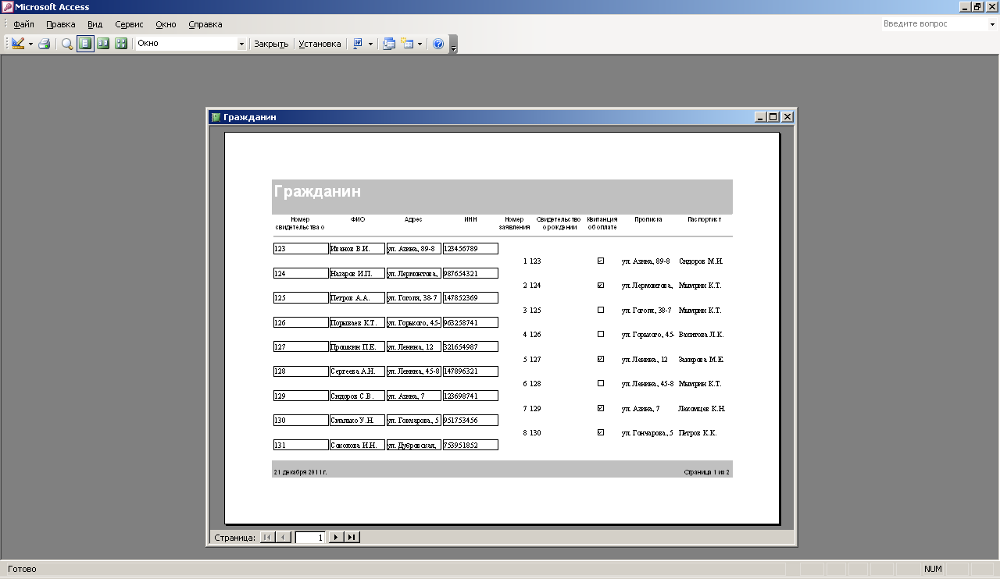 Microsoft Access
Файл Правка Вид Сервис Окно Справка Введите вопрос
Окно Закрыть Установка
Гражданин
Гражданин
Номер свидетельства о ФИО Адрес ИНН Номер заявления Свидетельство о рождении Квитанция об оплате Прописка Паспортист
123 Иванов В.И. ул. Азина, 89-8 123456789
1 123 ул. Азина, 89-8 Сидоров М.И.
124 Назаров И.П. ул. Лермонтова, 987654321
2 124 ул. Лермонтова, Мымрин К.Т.
125 Петров А.А. ул. Гоголя, 38-7 147852369
3 125 ул. Гоголя, 38-7 Мымрин К.Т.
126 Порываев К.Т. ул. Горького, 45- 963258741
4 126 ул. Горького, 45- Вахитова Л.К.
127 Прошкин П.Е. ул. Ленина, 12 321654987
5 127 ул. Ленина, 12 Закирова М.Е.
128 Сергеева А.Н. ул. Ленина, 45-8 147896321
6 128 ул. Ленина, 45-8 Мымрин К.Т.
129 Сидоров С.В. ул. Азина, 7 123698741
7 129 ул. Азина, 7 Лекомцев К.Н.
130 Смалько У.Н. ул. Гончарова, 5 951753456
8 130 ул. Гончарова, 5 Петров К.К.
131 Соколова И.Н. ул. Дубровская, 753951852
21 декабря 2011 г. Страница 1 из 2
Страница: 1
Готово NUM